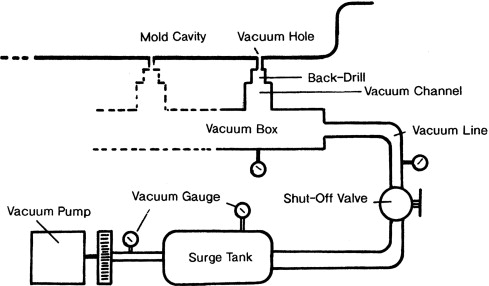 Mold Cavity
Vacuum Hole
Back-Drill
Vacuum Channel
Vacuum Box
Vacuum Line
Vacuum Gauge
Shut-Off Valve
Vacuum Pump
Surge Tank